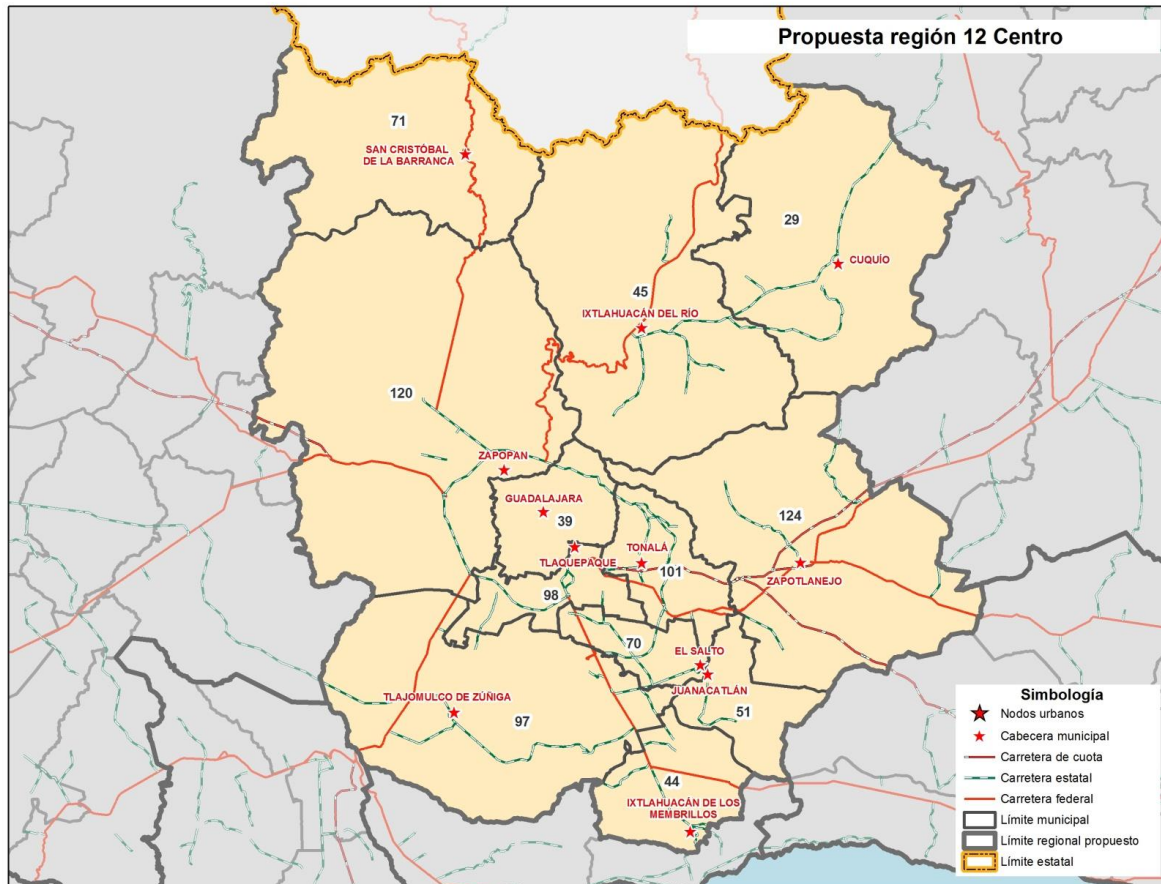 Propuesta región 12 Centro
71
SAN CRISTÓBAL
DE LA BARRANCA
29
CUQUÍO
45
IXTLAHUACÁN DEL RÍO
120
ZAPOPAN
GUADALAJARA
39
TLAQUEPAQUE
TONALÁ
101
124
ZAPOTLANEJO
98
70
EL SALTO
JUANACATLÁN
51
TLAJOMULCO DE ZÚÑIGA
97
44
IXTLAHUACÁN DE LOS
MEMBRILLOS
Simbología
Nodos urbanos
Cabecera municipal
Carretera de cuota
Carretera estatal
Carretera federal
Límite municipal
Límite regional propuesto
Límite estatal